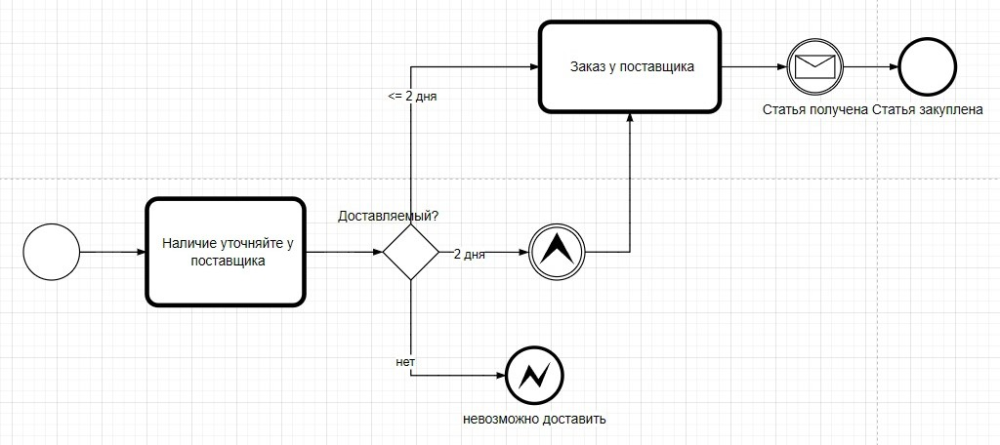 Заказ у поставщика
<= 2 дня
Статья получена
Статья закуплена
Доставляемый?
Наличие уточняйте у
поставщика
2 дня
нет
невозможно доставить